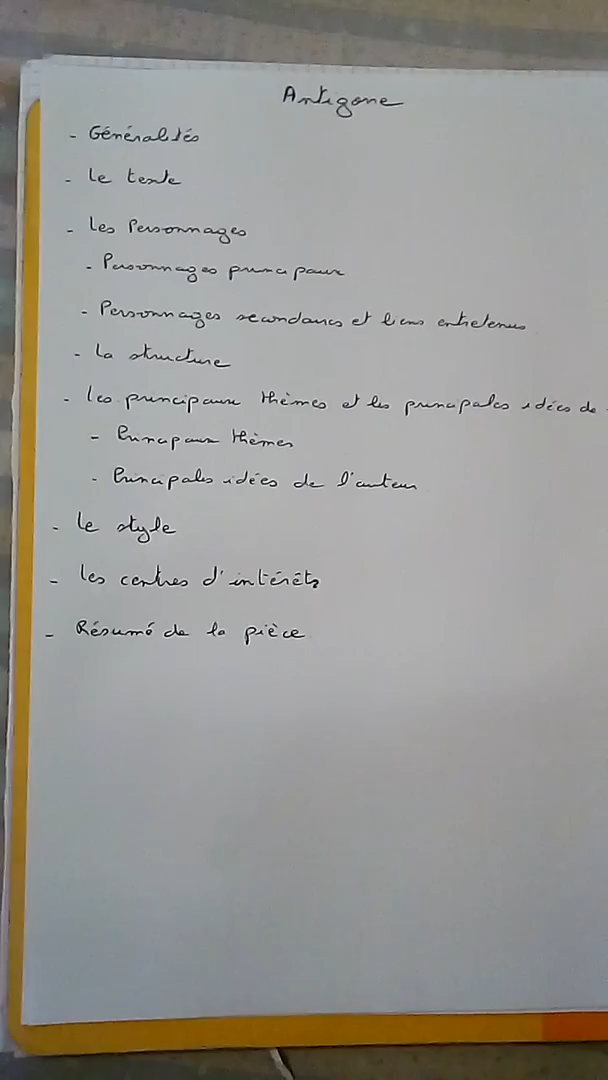 Antigone
- Généralités
- Le texte
- Les Personnages
- Personnages principaux
- Personnages secondaires et liens entretenus
- La structure
- Les principaux thèmes et les principales idées de
- Principaux thèmes
- Principales idées de l'auteur
- Le style
- Les centres d'intérêts
- Résumé de la pièce